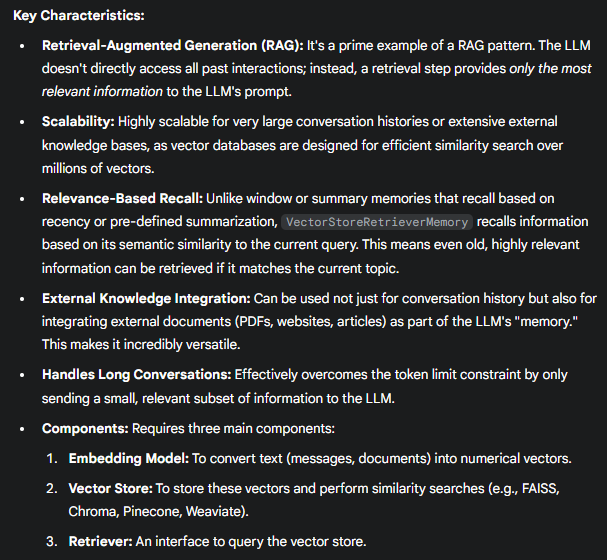 Key Characteristics:
• Retrieval-Augmented Generation (RAG): It's a prime example of a RAG pattern. The LLM
doesn't directly access all past interactions; instead, a retrieval step provides only the most
relevant information to the LLM's prompt.
• Scalability: Highly scalable for very large conversation histories or extensive external
knowledge bases, as vector databases are designed for efficient similarity search over
millions of vectors.
• Relevance-Based Recall: Unlike window or summary memories that recall based on
recency or pre-defined summarization, VectorStoreRetrieverMemory recalls information
based on its semantic similarity to the current query. This means even old, highly relevant
information can be retrieved if it matches the current topic.
• External Knowledge Integration: Can be used not just for conversation history but also for
integrating external documents (PDFs, websites, articles) as part of the LLM's "memory."
This makes it incredibly versatile.
• Handles Long Conversations: Effectively overcomes the token limit constraint by only
sending a small, relevant subset of information to the LLM.
• Components: Requires three main components:
1. Embedding Model: To convert text (messages, documents) into numerical vectors.
2. Vector Store: To store these vectors and perform similarity searches (e.g., FAISS,
Chroma, Pinecone, Weaviate).
3. Retriever: An interface to query the vector store.